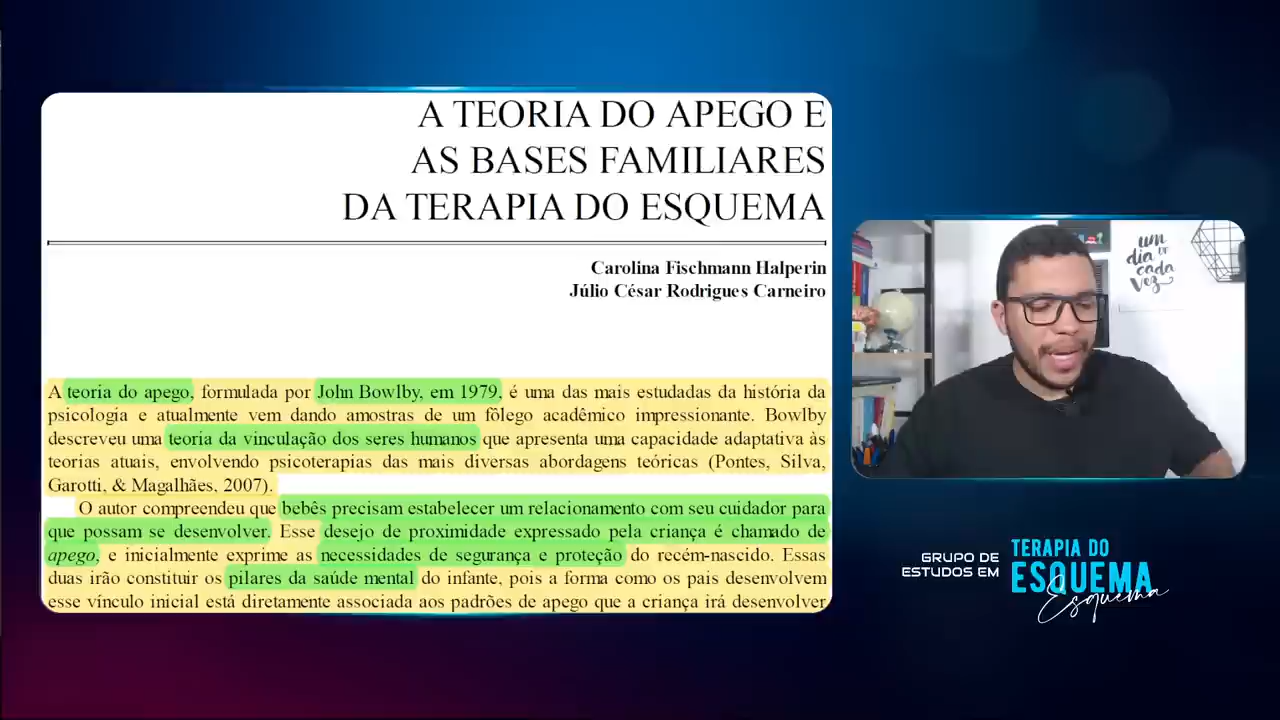 A TEORIA DO APEGO E
AS BASES FAMILIARES
DA TERAPIA DO ESQUEMA
Carolina Fischmann Halperin
Júlio César Rodrigues Carneiro
A teoria do apego, formulada por John Bowlby, em 1979, é uma das mais estudadas da história da
psicologia e atualmente vem dando amostras de um fôlego acadêmico impressionante. Bowlby
descreveu uma teoria da vinculação dos seres humanos que apresenta uma capacidade adaptativa às
teorias atuais, envolvendo psicoterapias das mais diversas abordagens teóricas (Pontes, Silva,
Garotti, & Magalhães, 2007).
O autor compreendeu que bebês precisam estabelecer um relacionamento com seu cuidador para
que possam se desenvolver. Esse desejo de proximidade expressado pela criança é chamado de
apego, e inicialmente exprime as necessidades de segurança e proteção do recém-nascido. Essas
duas irão constituir os pilares da saúde mental do infante, pois a forma como os pais desenvolvem
esse vínculo inicial está diretamente associada aos padrões de apego que a criança irá desenvolver
um
dia DE
cada
vez
GRUPO DE
ESTUDOS EM
TERAPIA DO
ESQUEMA
Esquema